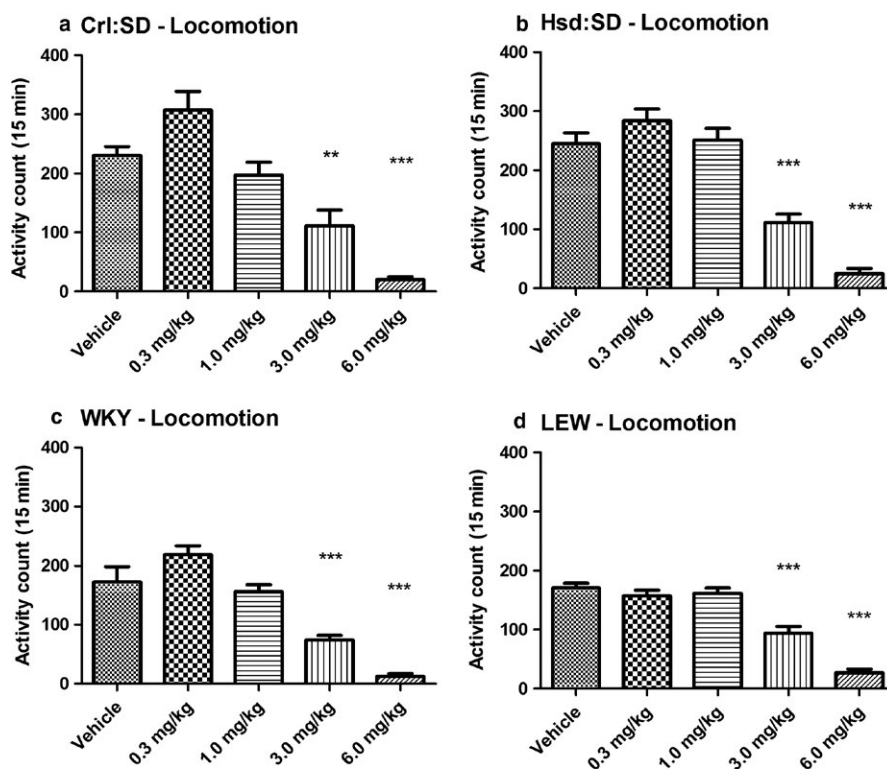 a Crl:SD - Locomotion
Activity count (15 min)
400
300
200
100
0
**
***
Vehicle
0.3 mg/kg
1.0 mg/kg
3.0 mg/kg
6.0 mg/kg
b Hsd:SD - Locomotion
Activity count (15 min)
400
300
200
100
0
***
***
Vehicle
0.3 mg/kg
1.0 mg/kg
3.0 mg/kg
6.0 mg/kg
c WKY - Locomotion
Activity count (15 min)
400
300
200
100
0
***
***
Vehicle
0.3 mg/kg
1.0 mg/kg
3.0 mg/kg
6.0 mg/kg
d LEW - Locomotion
Activity count (15 min)
400
300
200
100
0
***
***
Vehicle
0.3 mg/kg
1.0 mg/kg
3.0 mg/kg
6.0 mg/kg